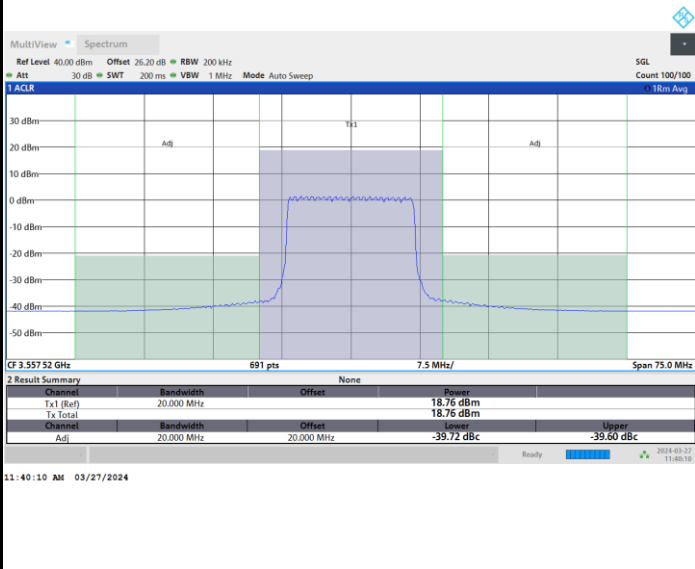 MultiView Spectrum
Ref Level 40.00 dBm Offset 26.20 dB RBW 200 kHz SGL
Att 30 dB SWT 200 ms VBW 1 MHz Mode Auto Sweep Count 100/100
1 ACLR 1Rm Avg
30 dBm
Tx1
20 dBm Adj Adj
10 dBm
0 dBm
-10 dBm
-20 dBm
-30 dBm
-40 dBm
-50 dBm
CF 3.557 52 GHz 691 pts 7.5 MHz/ Span 75.0 MHz
2 Result Summary None
Channel Bandwidth Offset Power
Tx1 (Ref) 20.000 MHz 18.76 dBm
Tx Total 18.76 dBm
Channel Bandwidth Offset Lower Upper
Adj 20.000 MHz 20.000 MHz -39.72 dBc -39.60 dBc
Ready 2024-03-27
11:40:10
11:40:10 AM 03/27/2024